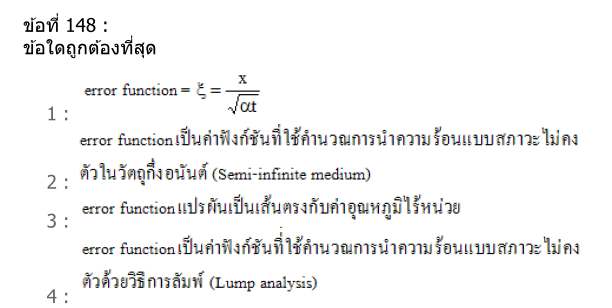 ข้อที่ 148 :
ข้อใดถูกต้องที่สุด
1 : error function = ξ = x / √αt
error function เป็นค่าฟังก์ชันที่ใช้คำนวณการนำความร้อนแบบสภาวะไม่คง
2 : ตัวในวัตถุกึ่งอนันต์ (Semi-infinite medium)
3 : error function แปรผันเป็นเส้นตรงกับค่าอุณหภูมิไร้หน่วย
error function เป็นค่าฟังก์ชันที่ใช้คำนวณการนำความร้อนแบบสภาวะไม่คง
4 : ตัวด้วยวิธีการลัมพ์ (Lump analysis)